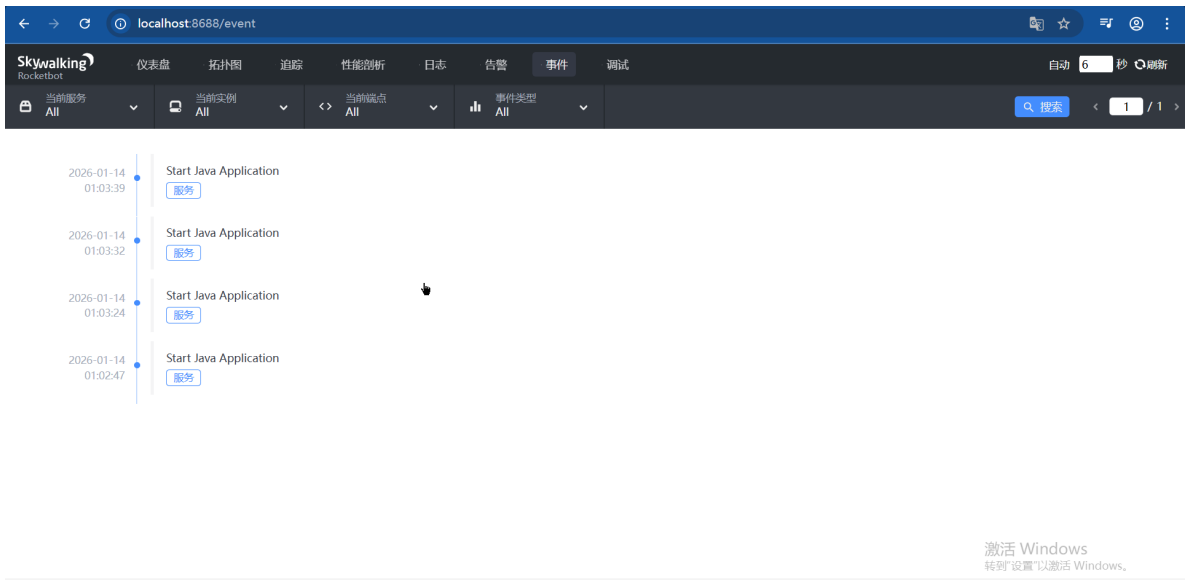 localhost:8688/event
Skywalking
Rocketbot
仪表盘 拓扑图 追踪 性能剖析 日志 告警 事件 调试 自动 6 秒 刷新
当前服务 当前实例 当前端点 事件类型
All All All All
搜索 1 / 1
2026-01-14 Start Java Application
01:03:39 服务
2026-01-14 Start Java Application
01:03:32 服务
2026-01-14 Start Java Application
01:03:24 服务
2026-01-14 Start Java Application
01:02:47 服务
激活 Windows
转到"设置"以激活 Windows。